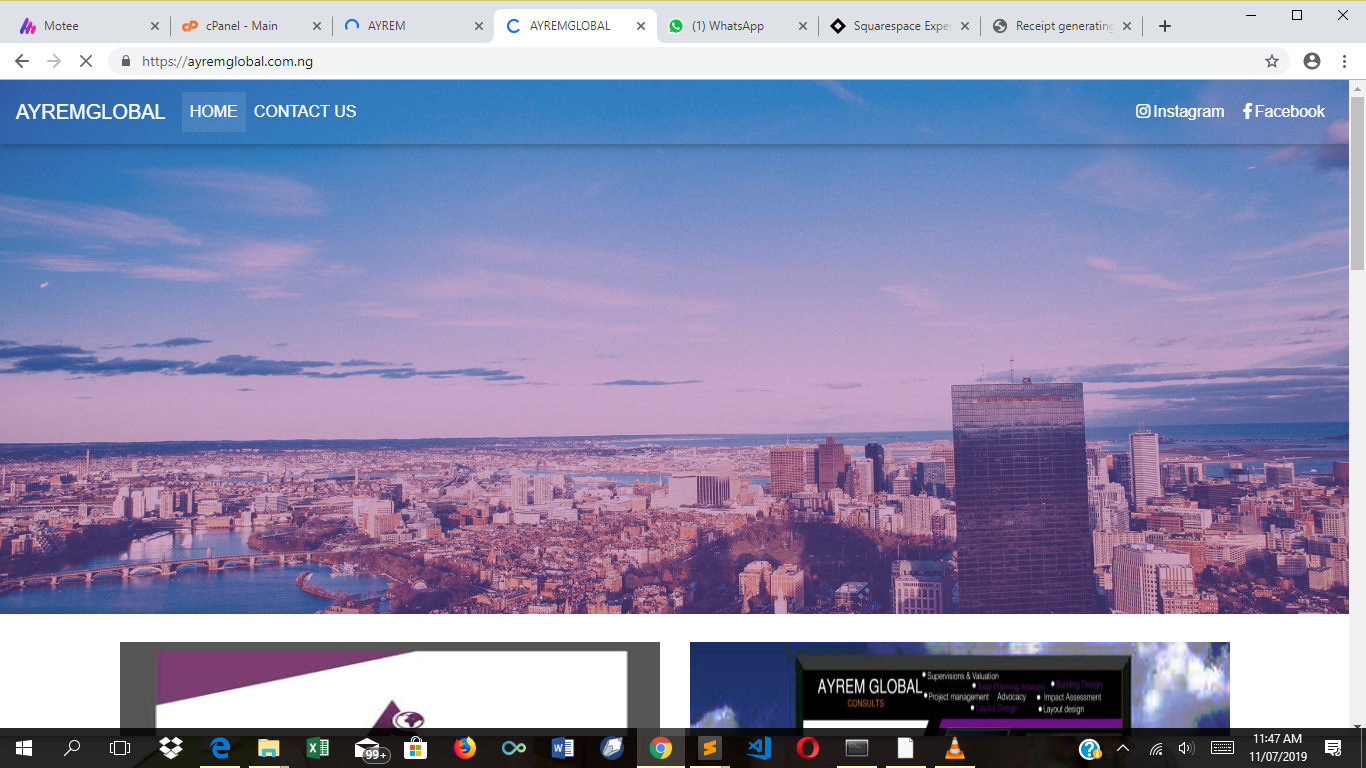 Motee
cPanel - Main
AYREM
AYREMGLOBAL
(1) WhatsApp
Squarespace Expe
Receipt generating
https://ayremglobal.com.ng
AYREMGLOBAL
HOME
CONTACT US
Instagram
Facebook
AYREM GLOBAL
CONSULTS
Supervisions & Valuation
Town Planning Advisory
Building Design
Project management
Advocacy
Impact Assessment
Layout Design
Layout design
99+
11:47 AM
11/07/2019